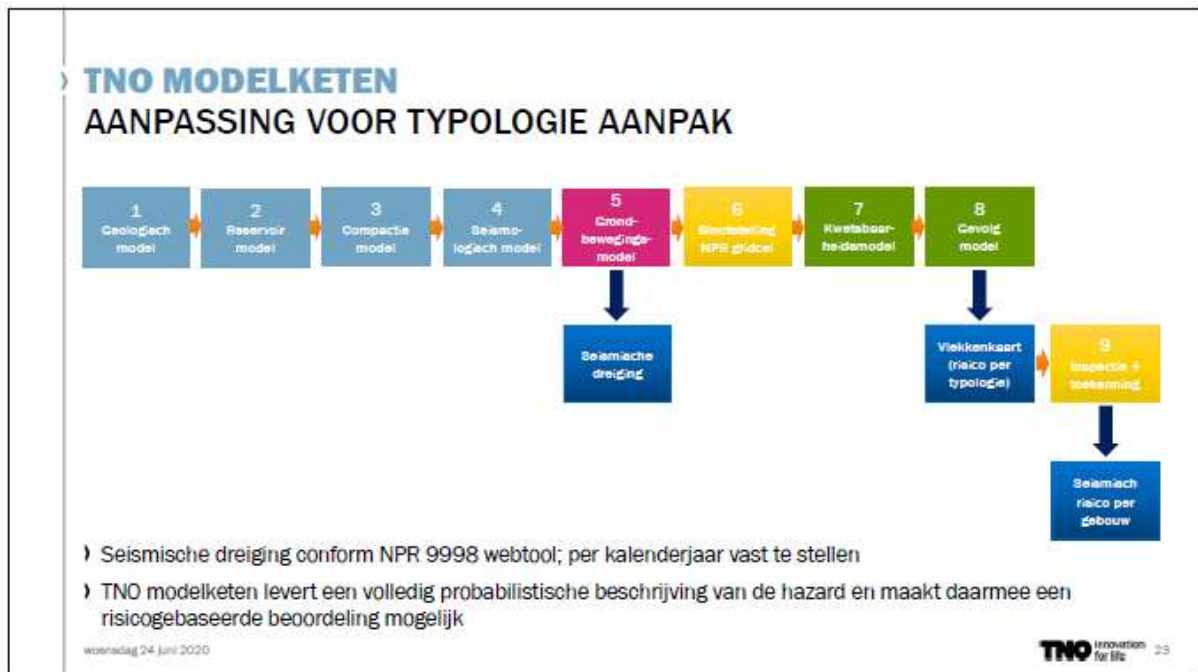 TNO MODELKETEN
AANPASSING VOOR TYPOLOGIE AANPAK
1
Geologisch
model
2
Reservoir
model
3
Compactie
model
4
Seismo-
logisch model
5
Grond-
bewegings-
model
6
Blootstelling
NPR gridcel
7
Kwetsbaar-
heidsmodel
8
Gevolg
model
Seismische
dreiging
Vlekkenkaart
(risico per
typologie)
9
Inspectie +
toekenning
Seismisch
risico per
gebouw
Seismische dreiging conform NPR 9998 webtool; per kalenderjaar vast te stellen
TNO modelketen levert een volledig probabilistische beschrijving van de hazard en maakt daarmee een
risicogebaseerde beoordeling mogelijk
woensdag 24 juni 2020
TNO innovation
for life
23